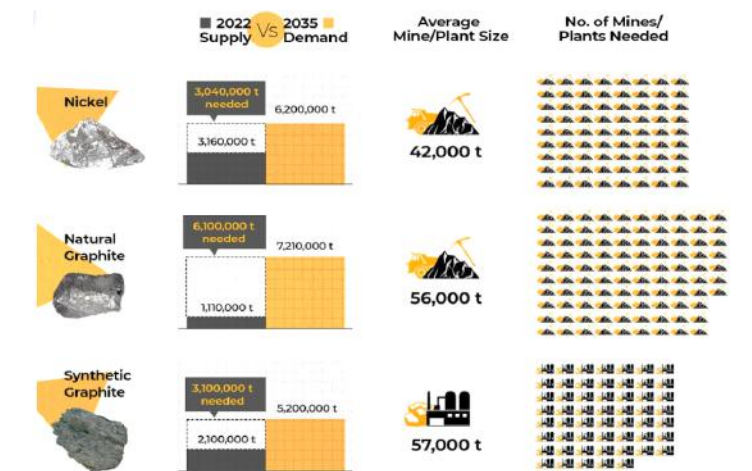 2022 Vs 2035
Supply Demand
Average
Mine/Plant Size
No. of Mines/
Plants Needed
Nickel
3,040,000 t
needed
6,200,000 t
3,160,000 t
42,000 t
Natural
Graphite
6,100,000 t
needed
7,210,000 t
1,110,000 t
56,000 t
Synthetic
Graphite
3,100,000 t
needed
5,200,000 t
2,100,000 t
57,000 t